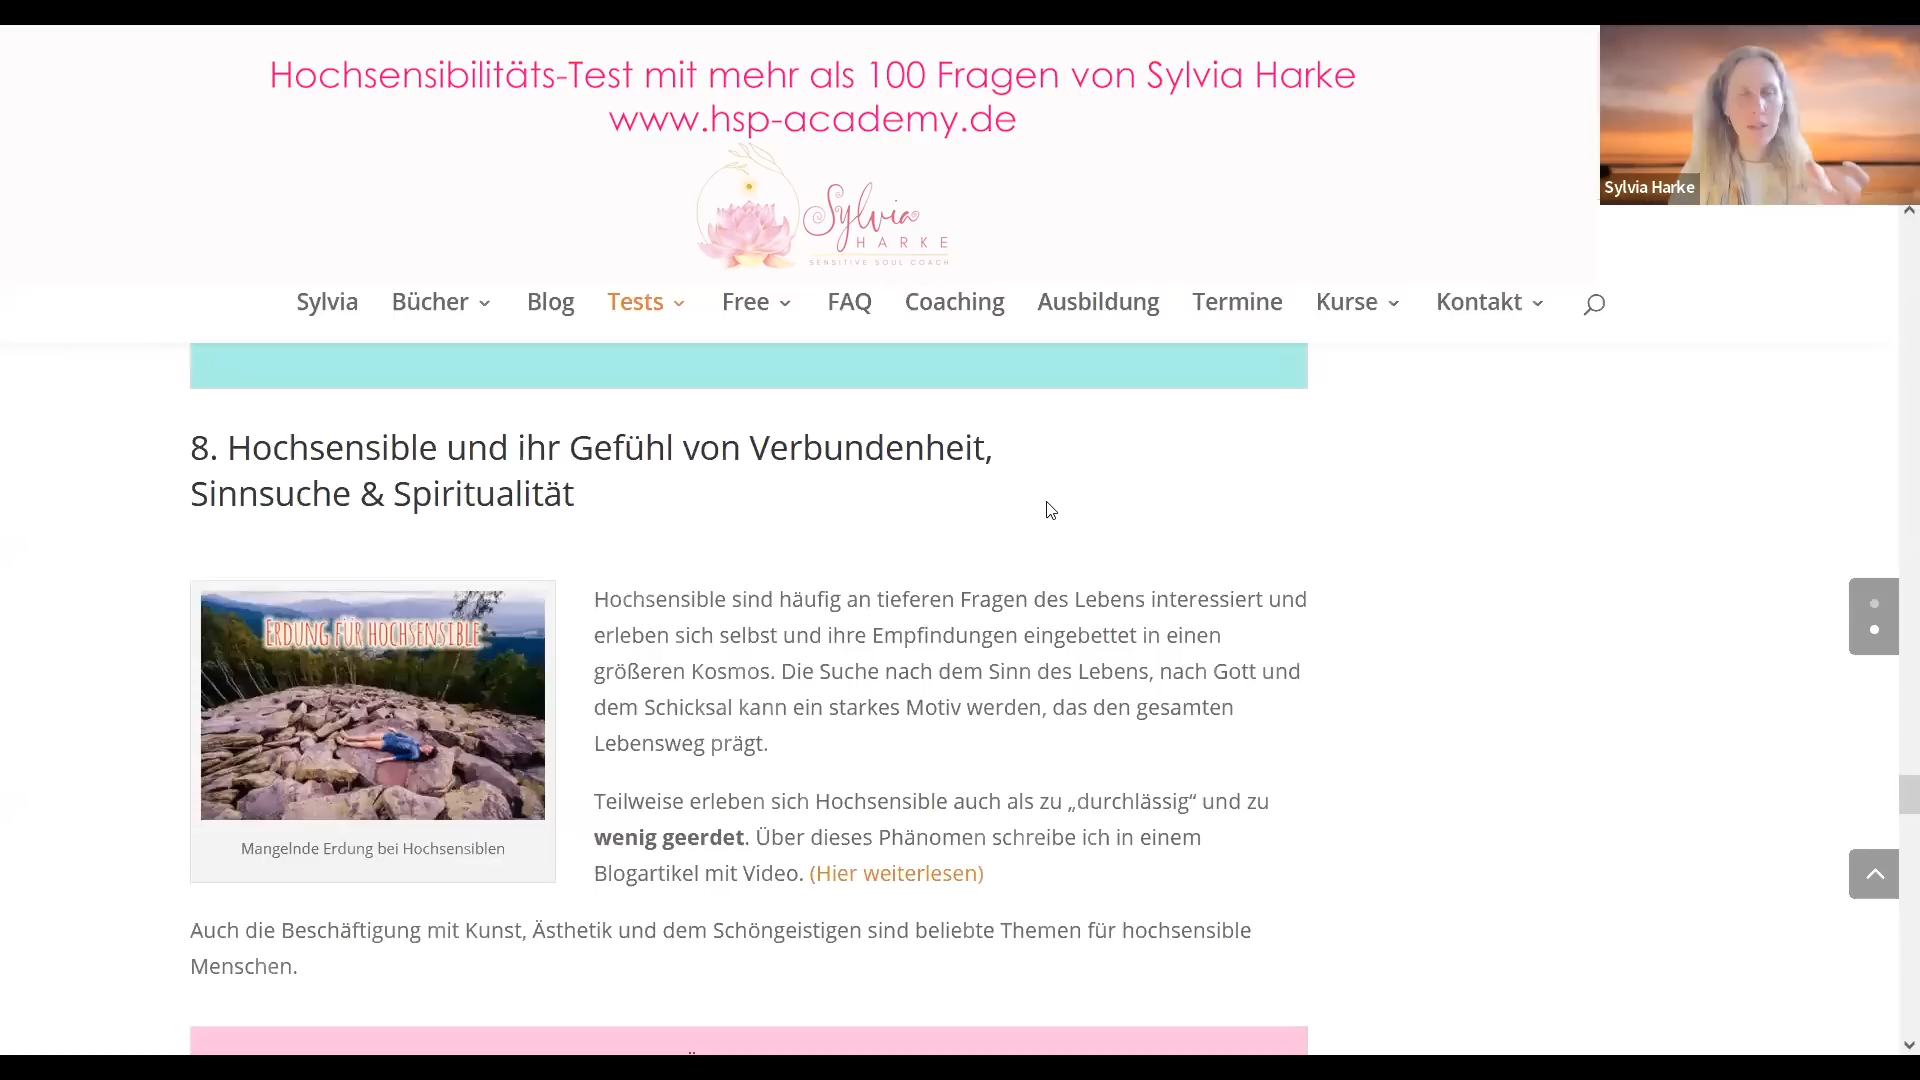 Hochsensibilitäts-Test mit mehr als 100 Fragen von Sylvia Harke
www.hsp-academy.de
Sylvia
HARKE
SENSITIVE SOUL COACH
Sylvia Harke
Sylvia Bücher Blog Tests Free FAQ Coaching Ausbildung Termine Kurse Kontakt
8. Hochsensible und ihr Gefühl von Verbundenheit,
Sinnsuche & Spiritualität
ERDUNG FÜR HOCHSENSIBLE
Mangelnde Erdung bei Hochsensiblen
Hochsensible sind häufig an tieferen Fragen des Lebens interessiert und
erleben sich selbst und ihre Empfindungen eingebettet in einen
größeren Kosmos. Die Suche nach dem Sinn des Lebens, nach Gott und
dem Schicksal kann ein starkes Motiv werden, das den gesamten
Lebensweg prägt.
Teilweise erleben sich Hochsensible auch als zu „durchlässig“ und zu
wenig geerdet. Über dieses Phänomen schreibe ich in einem
Blogartikel mit Video. (Hier weiterlesen)
Auch die Beschäftigung mit Kunst, Ästhetik und dem Schöngeistigen sind beliebte Themen für hochsensible
Menschen.